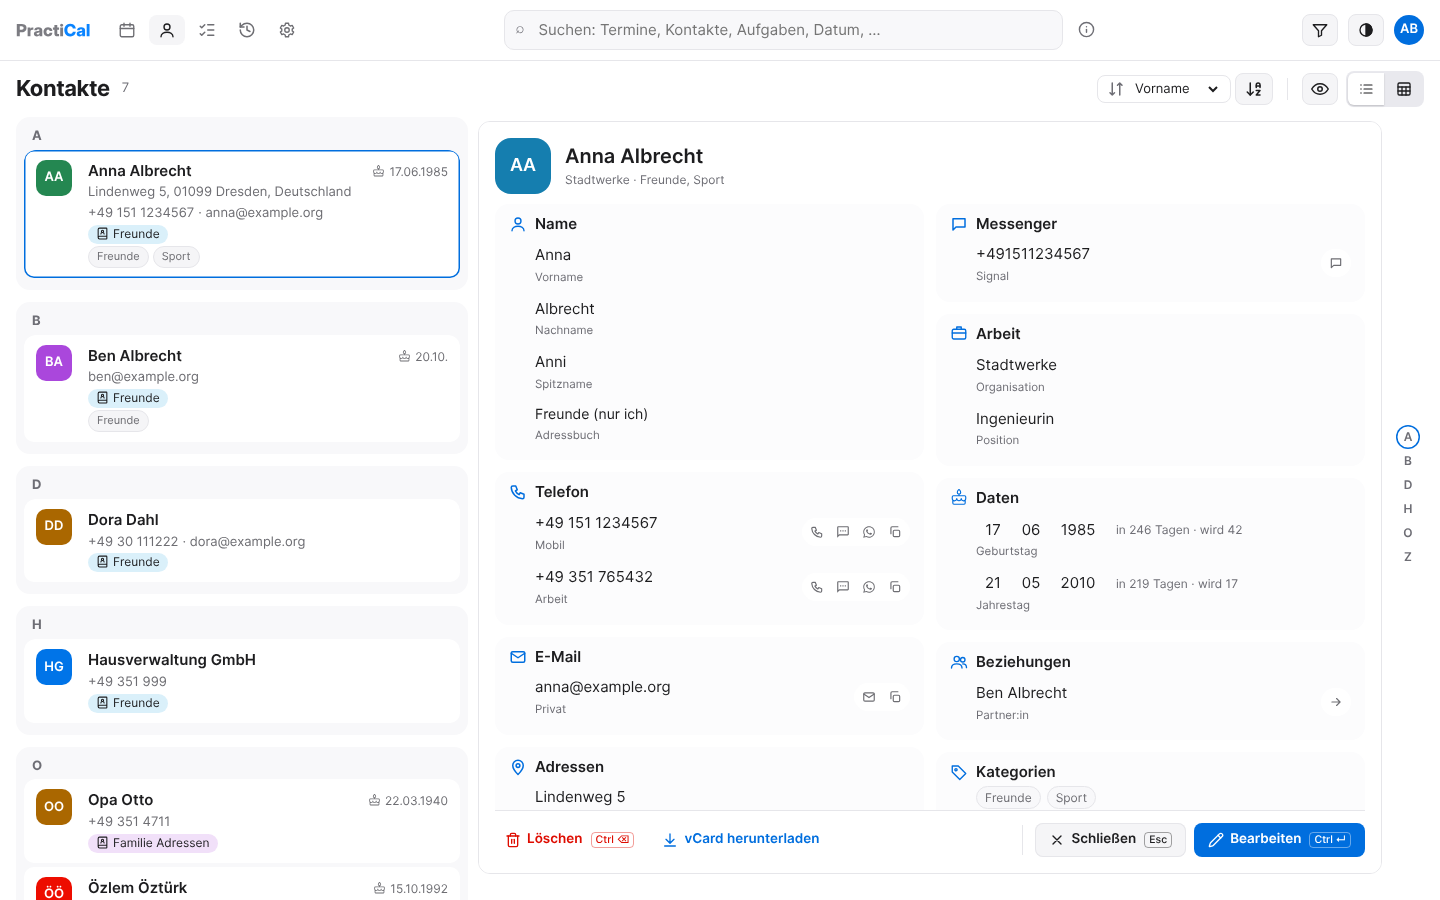 PractiCal
Suchen: Termine, Kontakte, Aufgaben, Datum, ...
AB
Kontakte 7
Vorname
A
AA
Anna Albrecht
17.06.1985
Lindenweg 5, 01099 Dresden, Deutschland
+49 151 1234567 · anna@example.org
Freunde
Freunde Sport
B
BA
Ben Albrecht
20.10.
ben@example.org
Freunde
Freunde
D
DD
Dora Dahl
+49 30 111222 · dora@example.org
Freunde
H
HG
Hausverwaltung GmbH
+49 351 999
Freunde
O
OO
Opa Otto
22.03.1940
+49 351 4711
Familie Adressen
ÖÖ
Özlem Öztürk
15.10.1992
AA
Anna Albrecht
Stadtwerke · Freunde, Sport
Name
Anna
Vorname
Albrecht
Nachname
Anni
Spitzname
Freunde (nur ich)
Adressbuch
Telefon
+49 151 1234567
Mobil
+49 351 765432
Arbeit
E-Mail
anna@example.org
Privat
Adressen
Lindenweg 5
Messenger
+491511234567
Signal
Arbeit
Stadtwerke
Organisation
Ingenieurin
Position
Daten
17 06 1985 in 246 Tagen · wird 42
Geburtstag
21 05 2010 in 219 Tagen · wird 17
Jahrestag
Beziehungen
Ben Albrecht
Partner:in
Kategorien
Freunde Sport
Löschen Ctrl ⌫
vCard herunterladen
Schließen Esc
Bearbeiten Ctrl ↵
A
B
D
H
O
Z